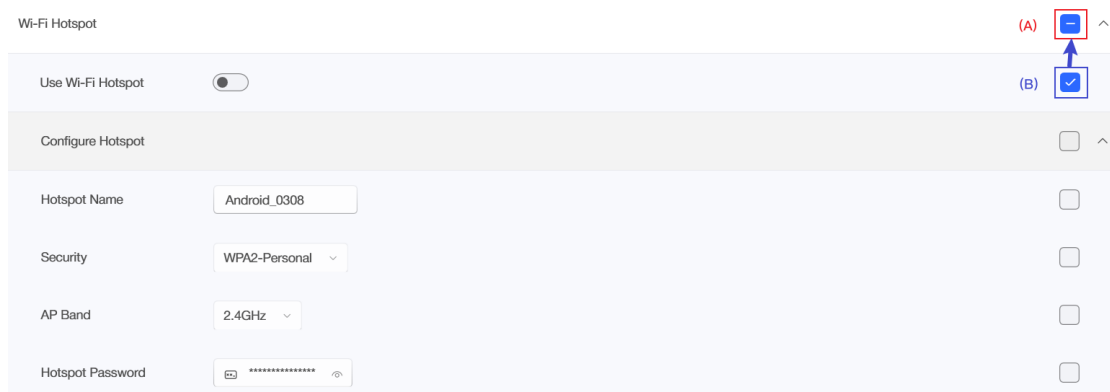 Wi-Fi Hotspot (A)
Use Wi-Fi Hotspot (B)
Configure Hotspot
Hotspot Name Android_0308
Security WPA2-Personal
AP Band 2.4GHz
Hotspot Password ***************